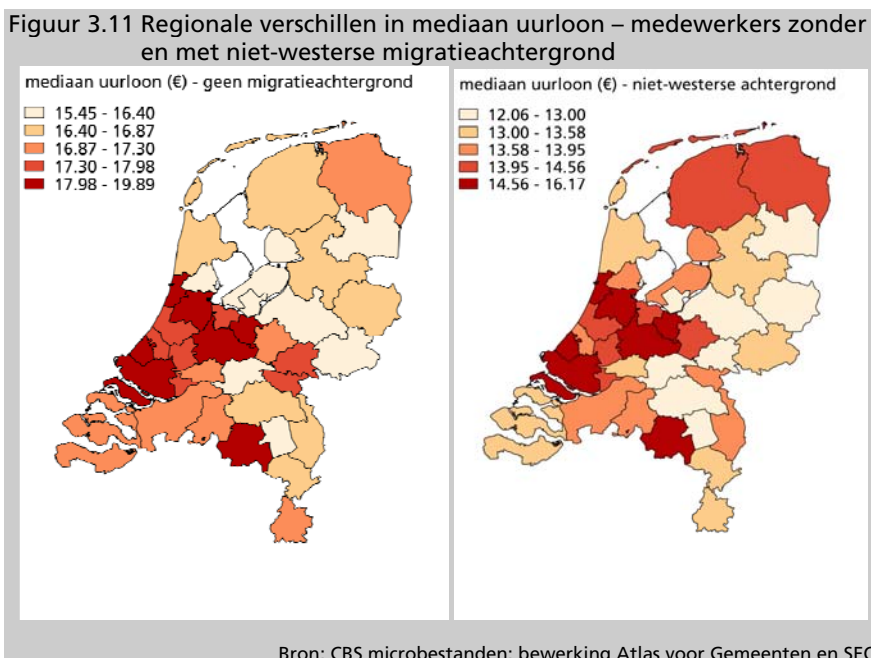 Figuur 3.11 Regionale verschillen in mediaan uurloon – medewerkers zonder
en met niet-westerse migratieachtergrond
mediaan uurloon (€) - geen migratieachtergrond
15.45 - 16.40
16.40 - 16.87
16.87 - 17.30
17.30 - 17.98
17.98 - 19.89
mediaan uurloon (€) - niet-westerse achtergrond
12.06 - 13.00
13.00 - 13.58
13.58 - 13.95
13.95 - 14.56
14.56 - 16.17
Bron: CBS microbestanden; bewerking Atlas voor Gemeenten en SEO